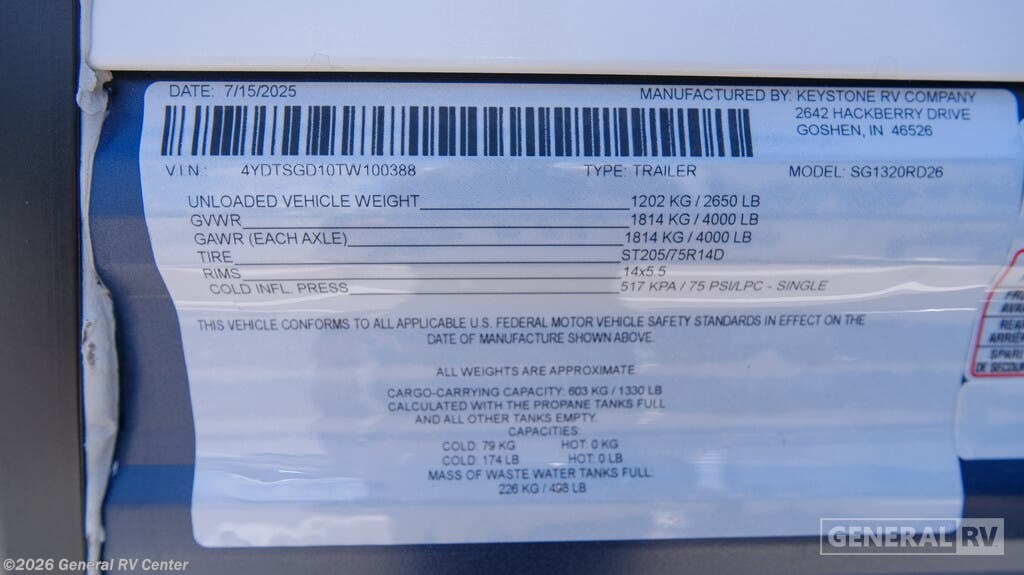 DATE: 7/15/2025
MANUFACTURED BY: KEYSTONE RV COMPANY
2642 HACKBERRY DRIVE
GOSHEN, IN 46526
VIN: 4YDTSGD10TW100388 TYPE: TRAILER MODEL: SG1320RD26
UNLOADED VEHICLE WEIGHT 1202 KG / 2650 LB
GVWR 1814 KG / 4000 LB
GAWR (EACH AXLE) 1814 KG / 4000 LB
TIRE ST205/75R14D
RIMS 14x5.5
COLD INFL. PRESS 517 KPA / 75 PSI/LPC - SINGLE
THIS VEHICLE CONFORMS TO ALL APPLICABLE U.S. FEDERAL MOTOR VEHICLE SAFETY STANDARDS IN EFFECT ON THE
DATE OF MANUFACTURE SHOWN ABOVE.
ALL WEIGHTS ARE APPROXIMATE
CARGO-CARRYING CAPACITY: 603 KG / 1330 LB
CALCULATED WITH THE PROPANE TANKS FULL
AND ALL OTHER TANKS EMPTY.
CAPACITIES:
COLD: 79 KG HOT: 0 KG
COLD: 174 LB HOT: 0 LB
MASS OF WASTE WATER TANKS FULL:
226 KG / 498 LB
DE SECOUR
GENERAL RV
©2026 General RV Center